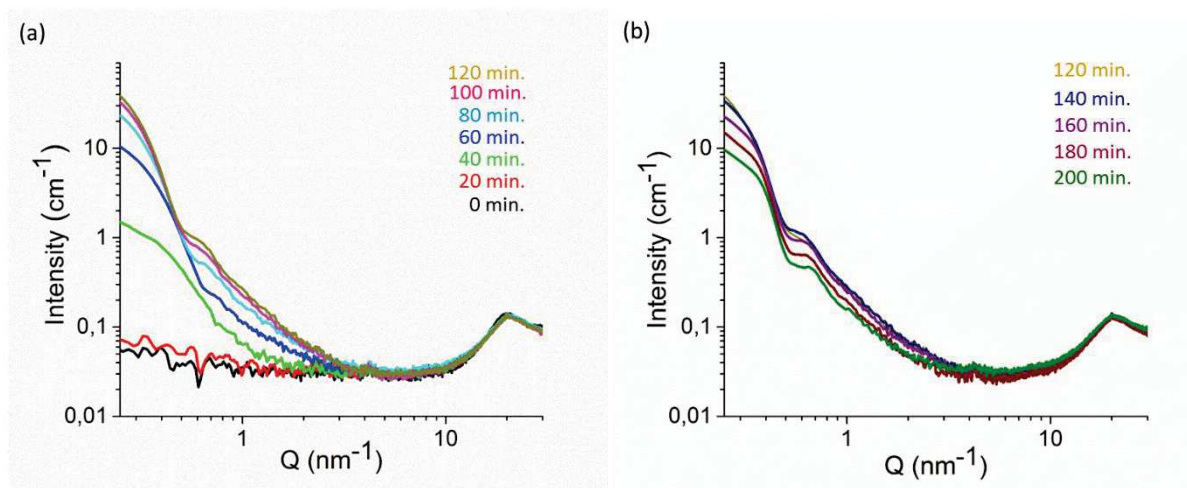 (a)
120 min.
100 min.
80 min.
60 min.
40 min.
20 min.
0 min.
10
1
0,1
0,01
Intensity (cm⁻¹)
1
10
Q (nm⁻¹)
(b)
120 min.
140 min.
160 min.
180 min.
200 min.
10
1
0,1
0,01
Intensity (cm⁻¹)
1
10
Q (nm⁻¹)